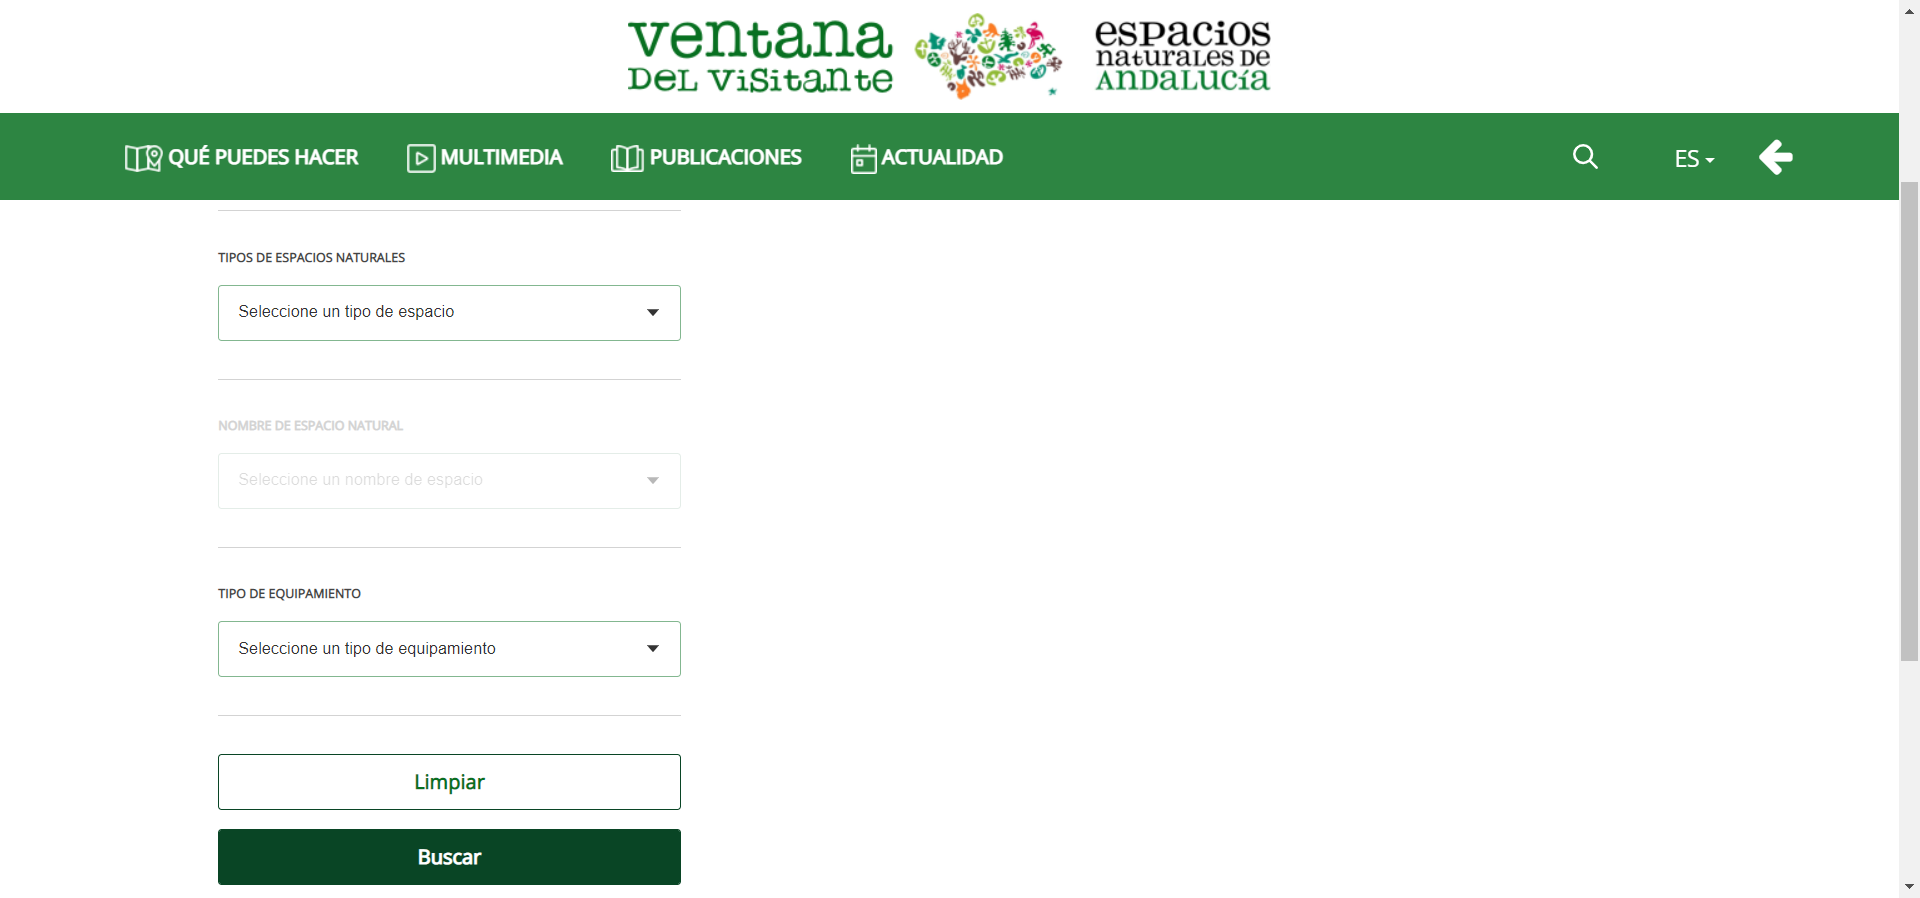 ventana
DEL VISITANTE
ESPACIOS
NATURALES DE
ANDALUCÍA
QUÉ PUEDES HACER
MULTIMEDIA
PUBLICACIONES
ACTUALIDAD
ES
TIPOS DE ESPACIOS NATURALES
Seleccione un tipo de espacio
NOMBRE DE ESPACIO NATURAL
Seleccione un nombre de espacio
TIPO DE EQUIPAMIENTO
Seleccione un tipo de equipamiento
Limpiar
Buscar